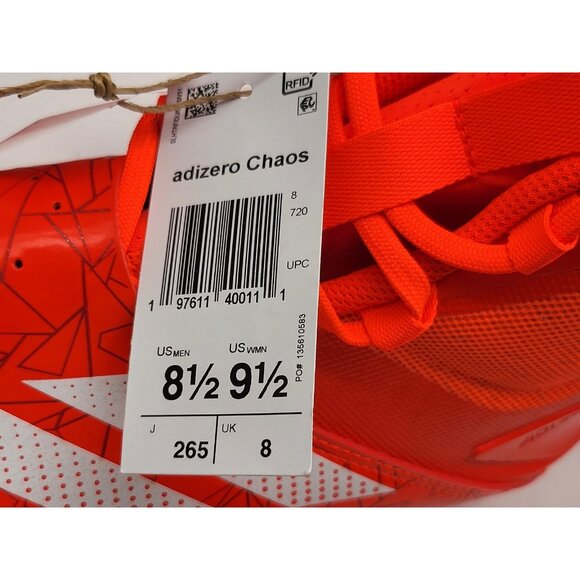 RFID
adizero Chaos
8
720
UPC
1 97611 40011 1
PO# 135610583
US MEN US WMN
8½ 9½
J 265 UK 8